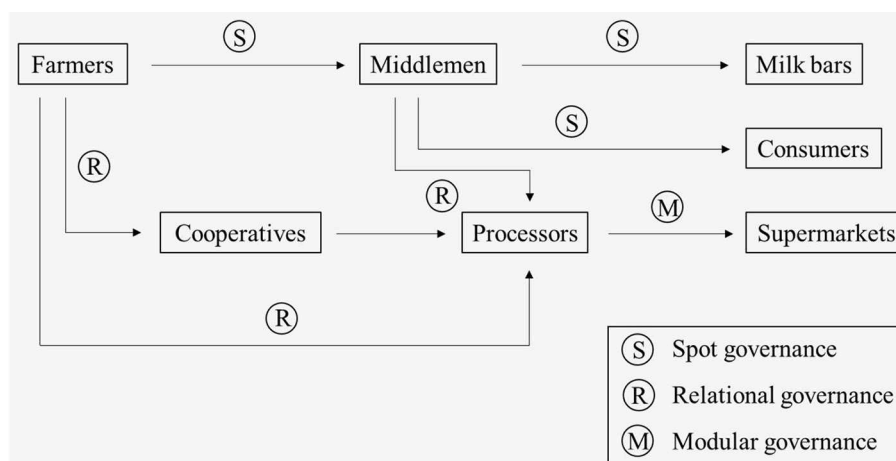 S
S
Farmers
Middlemen
Milk bars
S
Consumers
R
R
M
Cooperatives
Processors
Supermarkets
R
S Spot governance
R Relational governance
M Modular governance